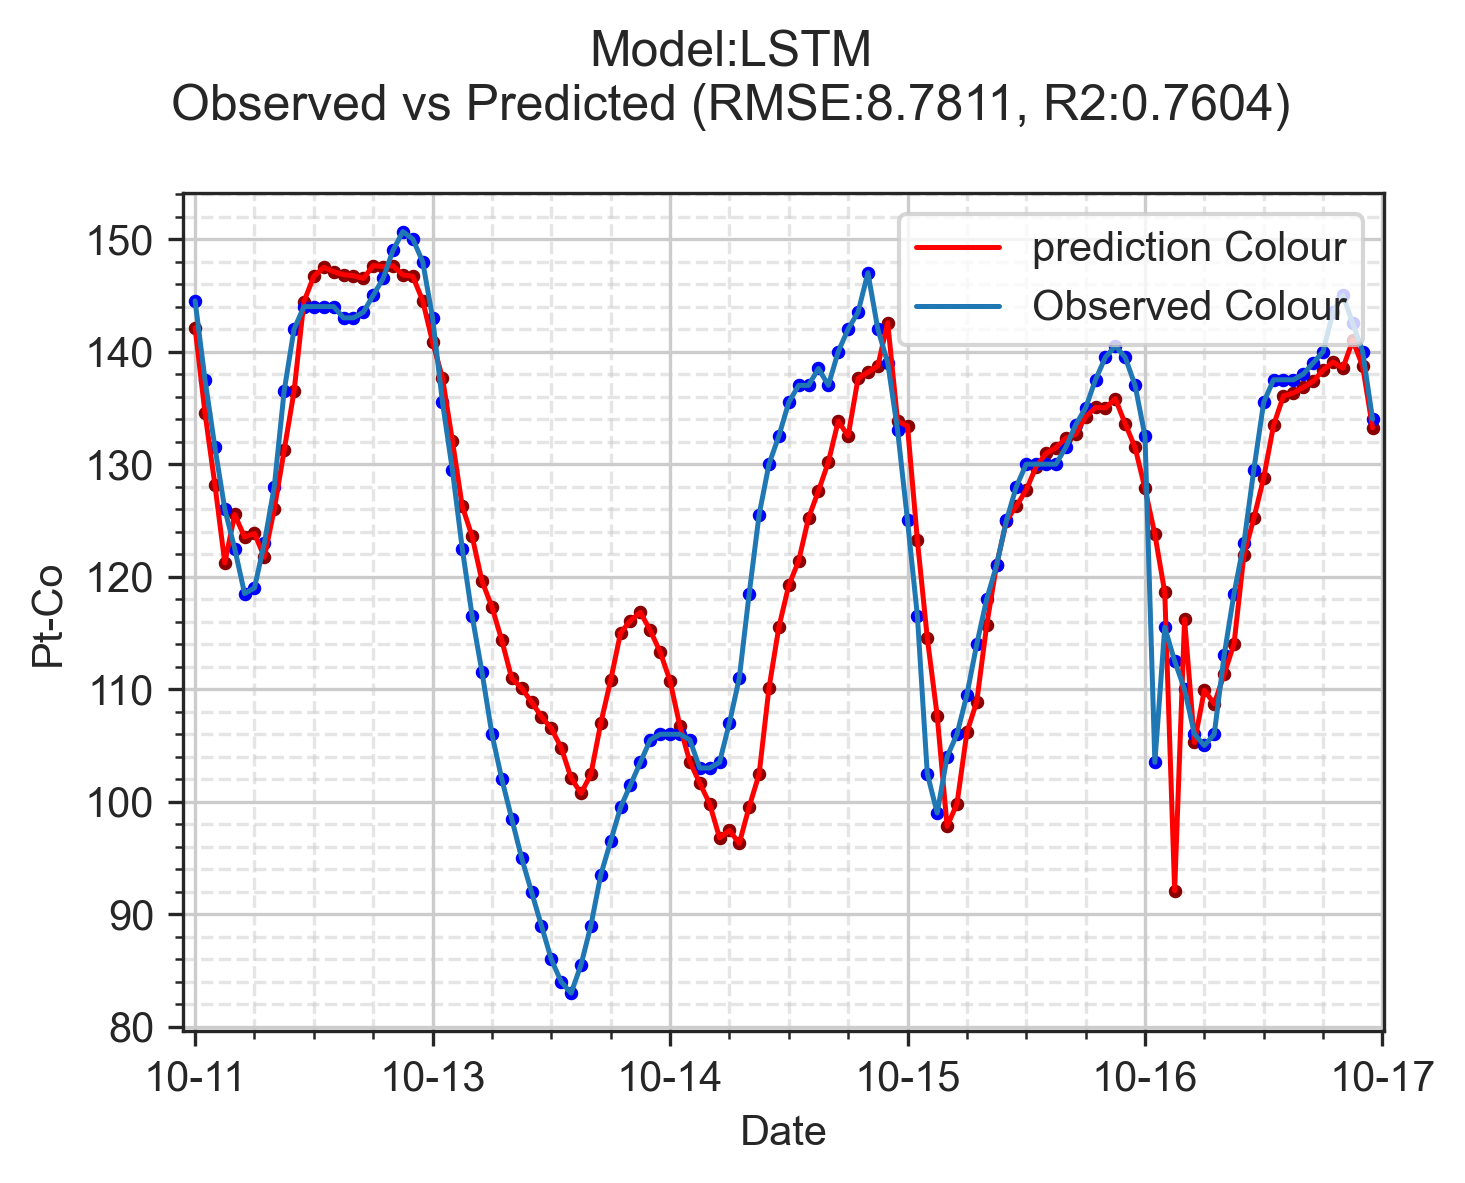 Model:LSTM
Observed vs Predicted (RMSE:8.7811, R2:0.7604)
prediction Colour
Observed Colour
150
140
130
120
110
100
90
80
Pt-Co
10-11 10-13 10-14 10-15 10-16 10-17
Date